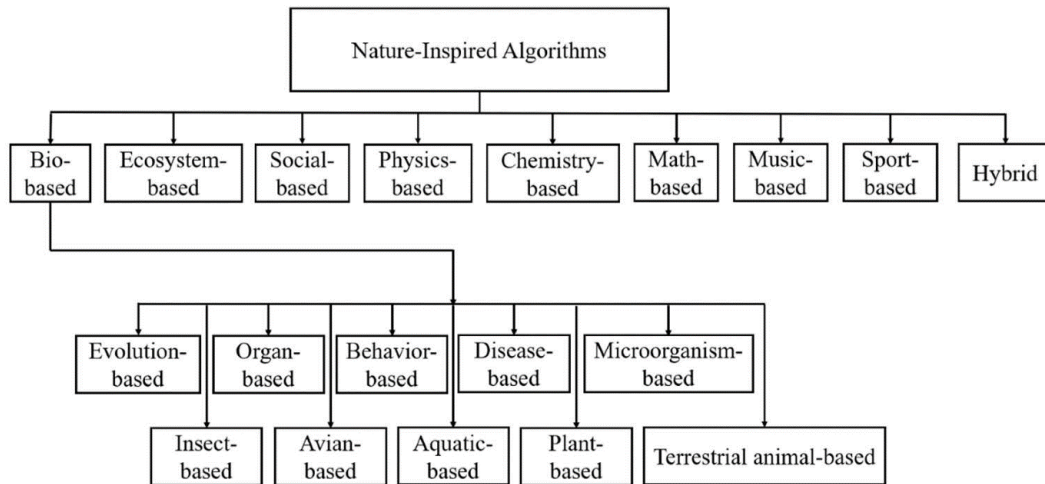 Nature-Inspired Algorithms
Bio-
based
Ecosystem-
based
Social-
based
Physics-
based
Chemistry-
based
Math-
based
Music-
based
Sport-
based
Hybrid
Evolution-
based
Organ-
based
Behavior-
based
Disease-
based
Microorganism-
based
Insect-
based
Avian-
based
Aquatic-
based
Plant-
based
Terrestrial animal-based